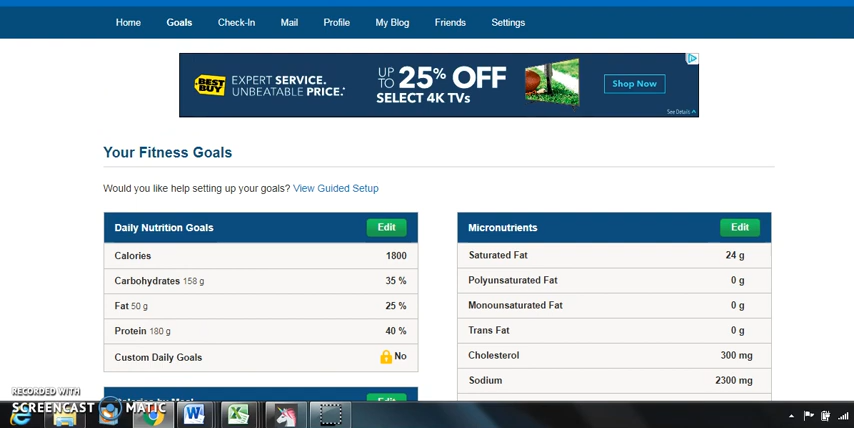 Home Goals Check-In Mail Profile My Blog Friends Settings
BEST BUY
EXPERT SERVICE.
UNBEATABLE PRICE.*
UP TO 25% OFF
SELECT 4K TVs
Shop Now
See Details
Your Fitness Goals
Would you like help setting up your goals? View Guided Setup
Daily Nutrition Goals Edit
Calories 1800
Carbohydrates 158 g 35 %
Fat 50 g 25 %
Protein 180 g 40 %
Custom Daily Goals No
Edit
Micronutrients Edit
Saturated Fat 24 g
Polyunsaturated Fat 0 g
Monounsaturated Fat 0 g
Trans Fat 0 g
Cholesterol 300 mg
Sodium 2300 mg
RECORDED WITH
SCREENCAST MATIC